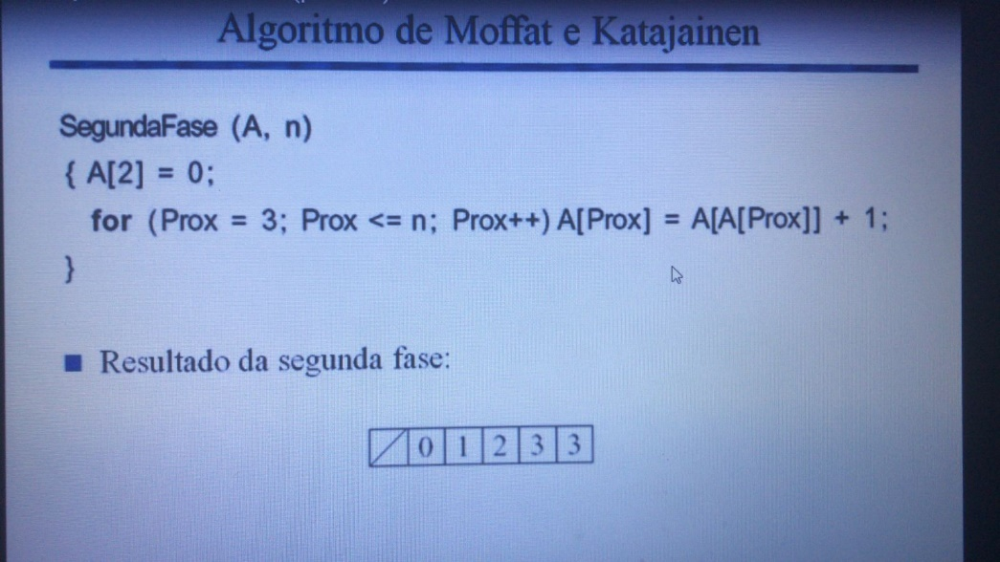 Algoritmo de Moffat e Katajainen
SegundaFase (A, n)
{ A[2] = 0;
for (Prox = 3; Prox <= n; Prox++) A[Prox] = A[A[Prox]] + 1;
}
Resultado da segunda fase:
0 1 2 3 3